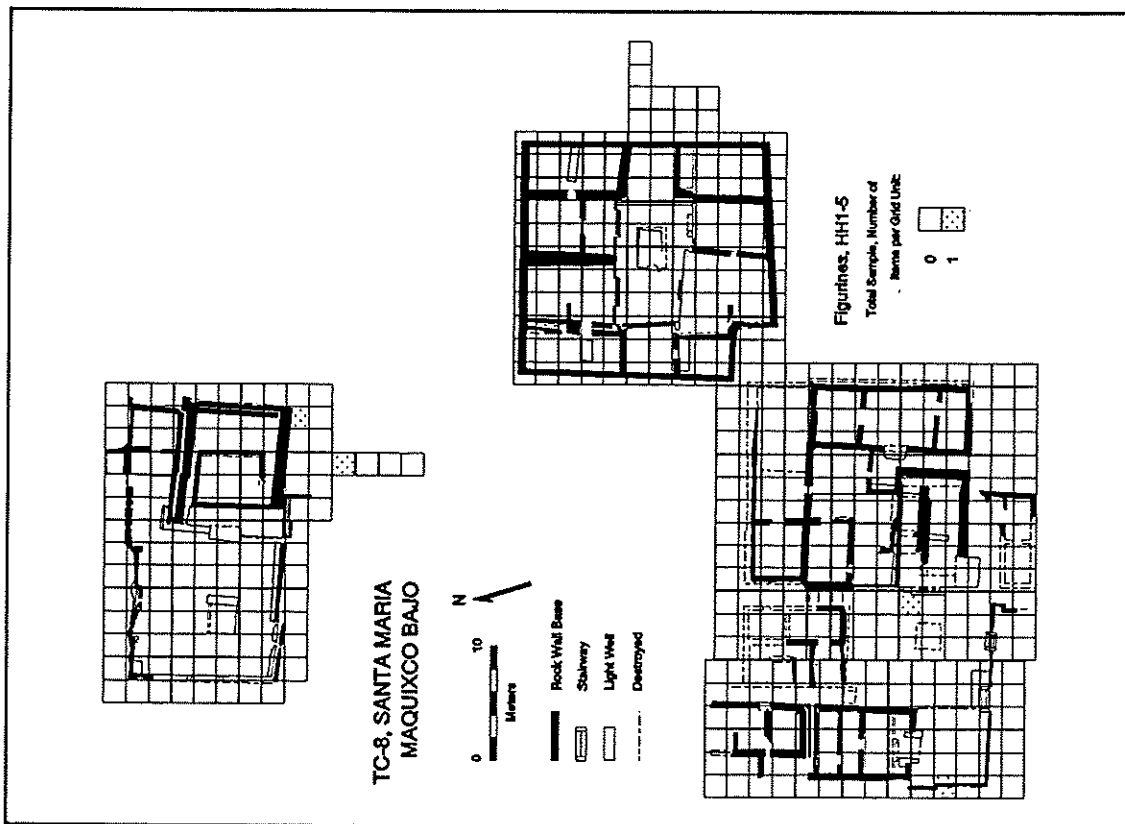 TC-8, SANTA MARIA
MAQUIXCO BAJO
N
0 10
Meters
Rock Wall Base
Stairway
Light Well
Destroyed
Figurines, HH1-5
Total Sample, Number of
Items per Grid Unit:
0
1